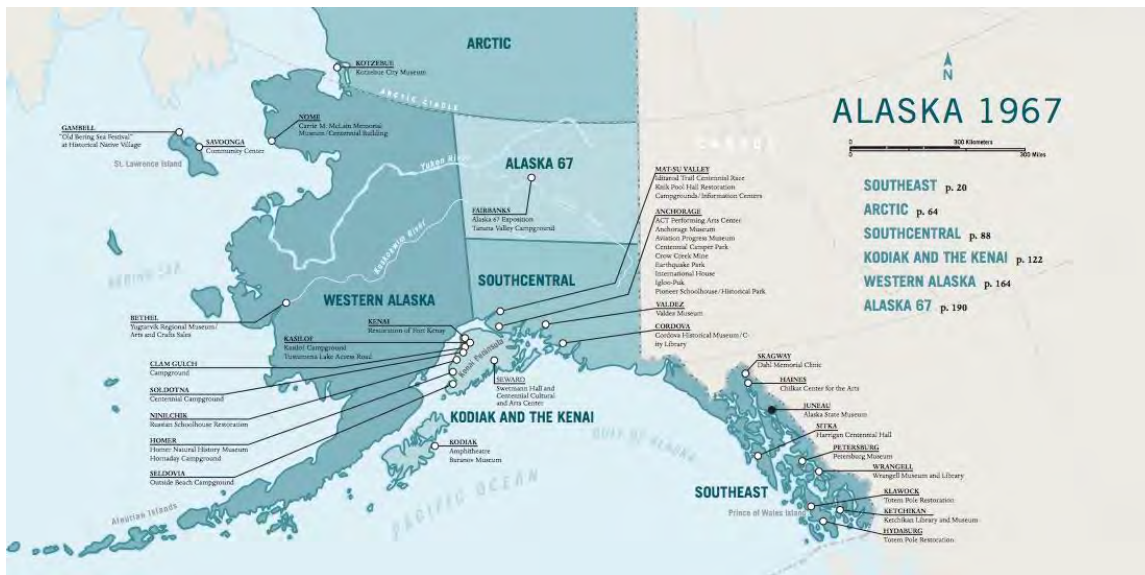 ARCTIC
KOTZEBUE
Kotzebue City Museum
ARCTIC CIRCLE
N
ALASKA 1967
0 300 Kilometers
0 300 Miles
SOUTHEAST p. 20
ARCTIC p. 64
SOUTHCENTRAL p. 88
KODIAK AND THE KENAI p. 122
WESTERN ALASKA p. 164
ALASKA 67 p. 190
GAMBELL
"Old Bering Sea Festival"
at Historical Native Village
SAVOONGA
Community Center
St. Lawrence Island
NOME
Carrie M. McLain Memorial
Museum/Centennial Building
Yukon River
Kuskokwim River
ALASKA 67
FAIRBANKS
Alaska 67 Exposition
Tanana Valley Campground
MAT-SU VALLEY
Iditarod Trail Centennial Race
Knik Pool Hall Restoration
Campgrounds/Information Centers
ANCHORAGE
ACT Performing Arts Center
Anchorage Museum
Aviation Progress Museum
Centennial Camper Park
Crow Creek Mine
Earthquake Park
International House
Igloo-Puk
Pioneer Schoolhouse/Historical Park
CANADA
BERING SEA
SOUTHCENTRAL
WESTERN ALASKA
VALDEZ
Valdez Museum
CORDOVA
Cordova Historical Museum/C-
ity Library
BETHEL
Yugtarvik Regional Museum/
Arts and Crafts Sales
KENAI
Restoration of Fort Kenay
KASILOF
Kasilof Campground
Tustumena Lake Access Road
Kenai Peninsula
CLAM GULCH
Campground
SOLDOTNA
Centennial Campground
NINILCHIK
Russian Schoolhouse Restoration
HOMER
Homer Natural History Museum
Hornaday Campground
SELDOVIA
Outside Beach Campground
SEWARD
Swetmann Hall and
Centennial Cultural
and Arts Center
KODIAK AND THE KENAI
KODIAK
Amphitheatre
Baranov Museum
GULF OF ALASKA
PACIFIC OCEAN
Aleutian Islands
SKAGWAY
Dahl Memorial Clinic
HAINES
Chilkat Center for the Arts
JUNEAU
Alaska State Museum
SITKA
Harrigan Centennial Hall
PETERSBURG
Petersburg Museum
WRANGELL
Wrangell Museum and Library
SOUTHEAST
Prince of Wales Island
KLAWOCK
Totem Pole Restoration
KETCHIKAN
Ketchikan Library and Museum
HYDABURG
Totem Pole Restoration